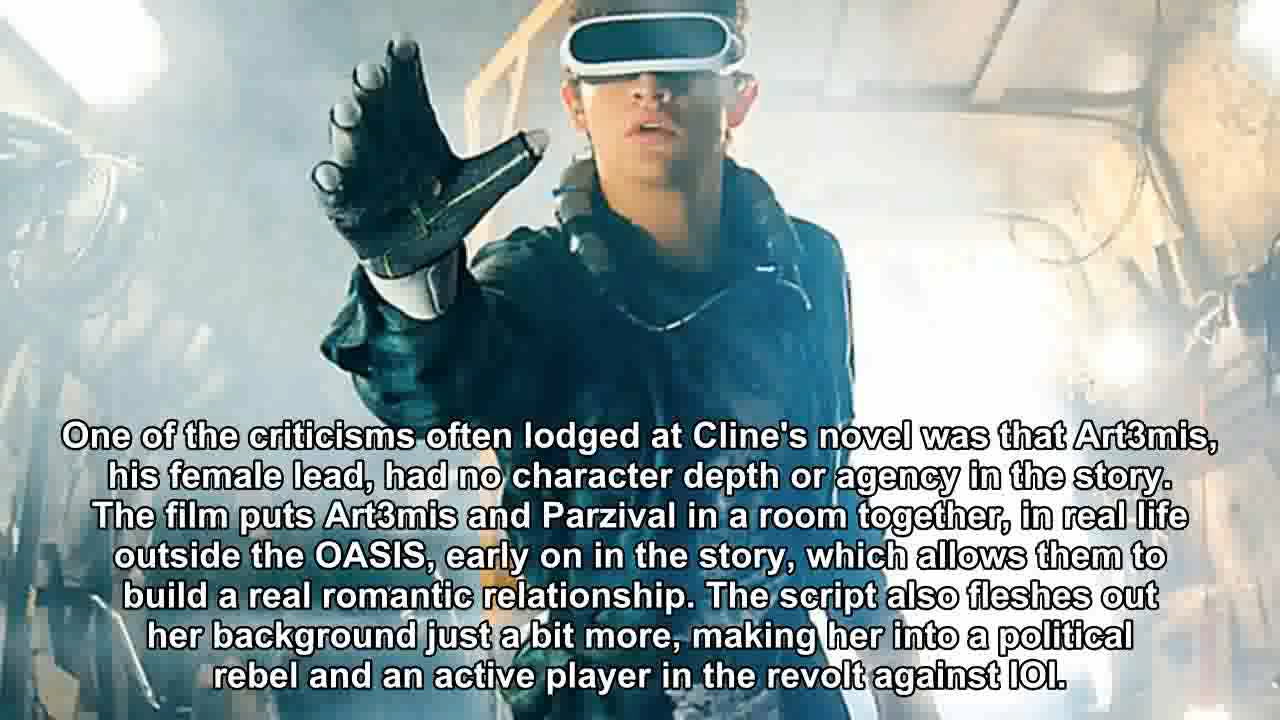 One of the criticisms often lodged at Cline's novel was that Art3mis,
his female lead, had no character depth or agency in the story.
The film puts Art3mis and Parzival in a room together, in real life
outside the OASIS, early on in the story, which allows them to
build a real romantic relationship. The script also fleshes out
her background just a bit more, making her into a political
rebel and an active player in the revolt against IOI.